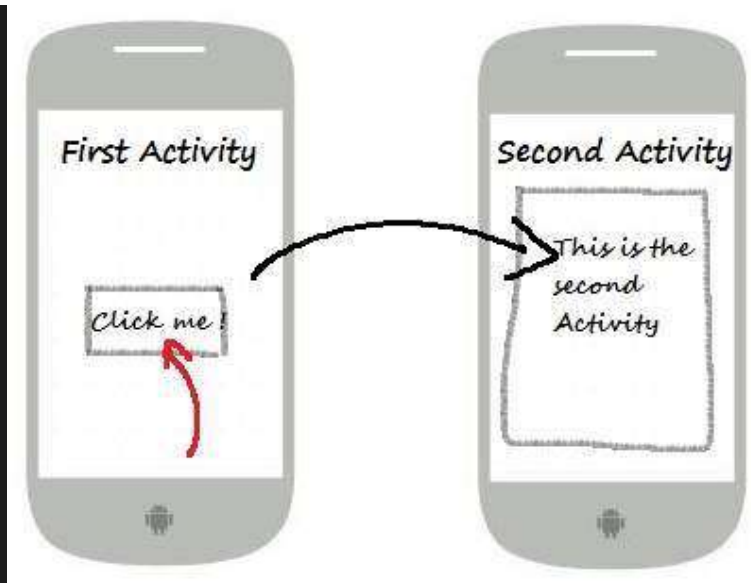 First Activity
Click me!
Second Activity
This is the
second
Activity